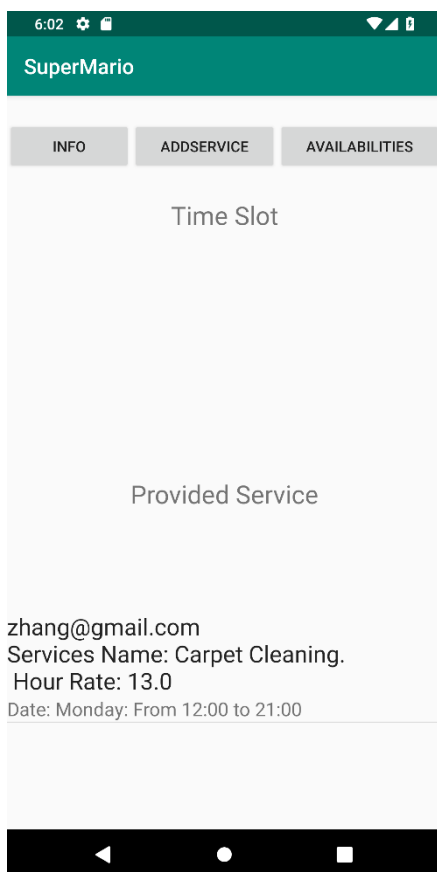 6:02
SuperMario
INFO ADDSERVICE AVAILABILITIES
Time Slot
Provided Service
zhang@gmail.com
Services Name: Carpet Cleaning.
Hour Rate: 13.0
Date: Monday: From 12:00 to 21:00